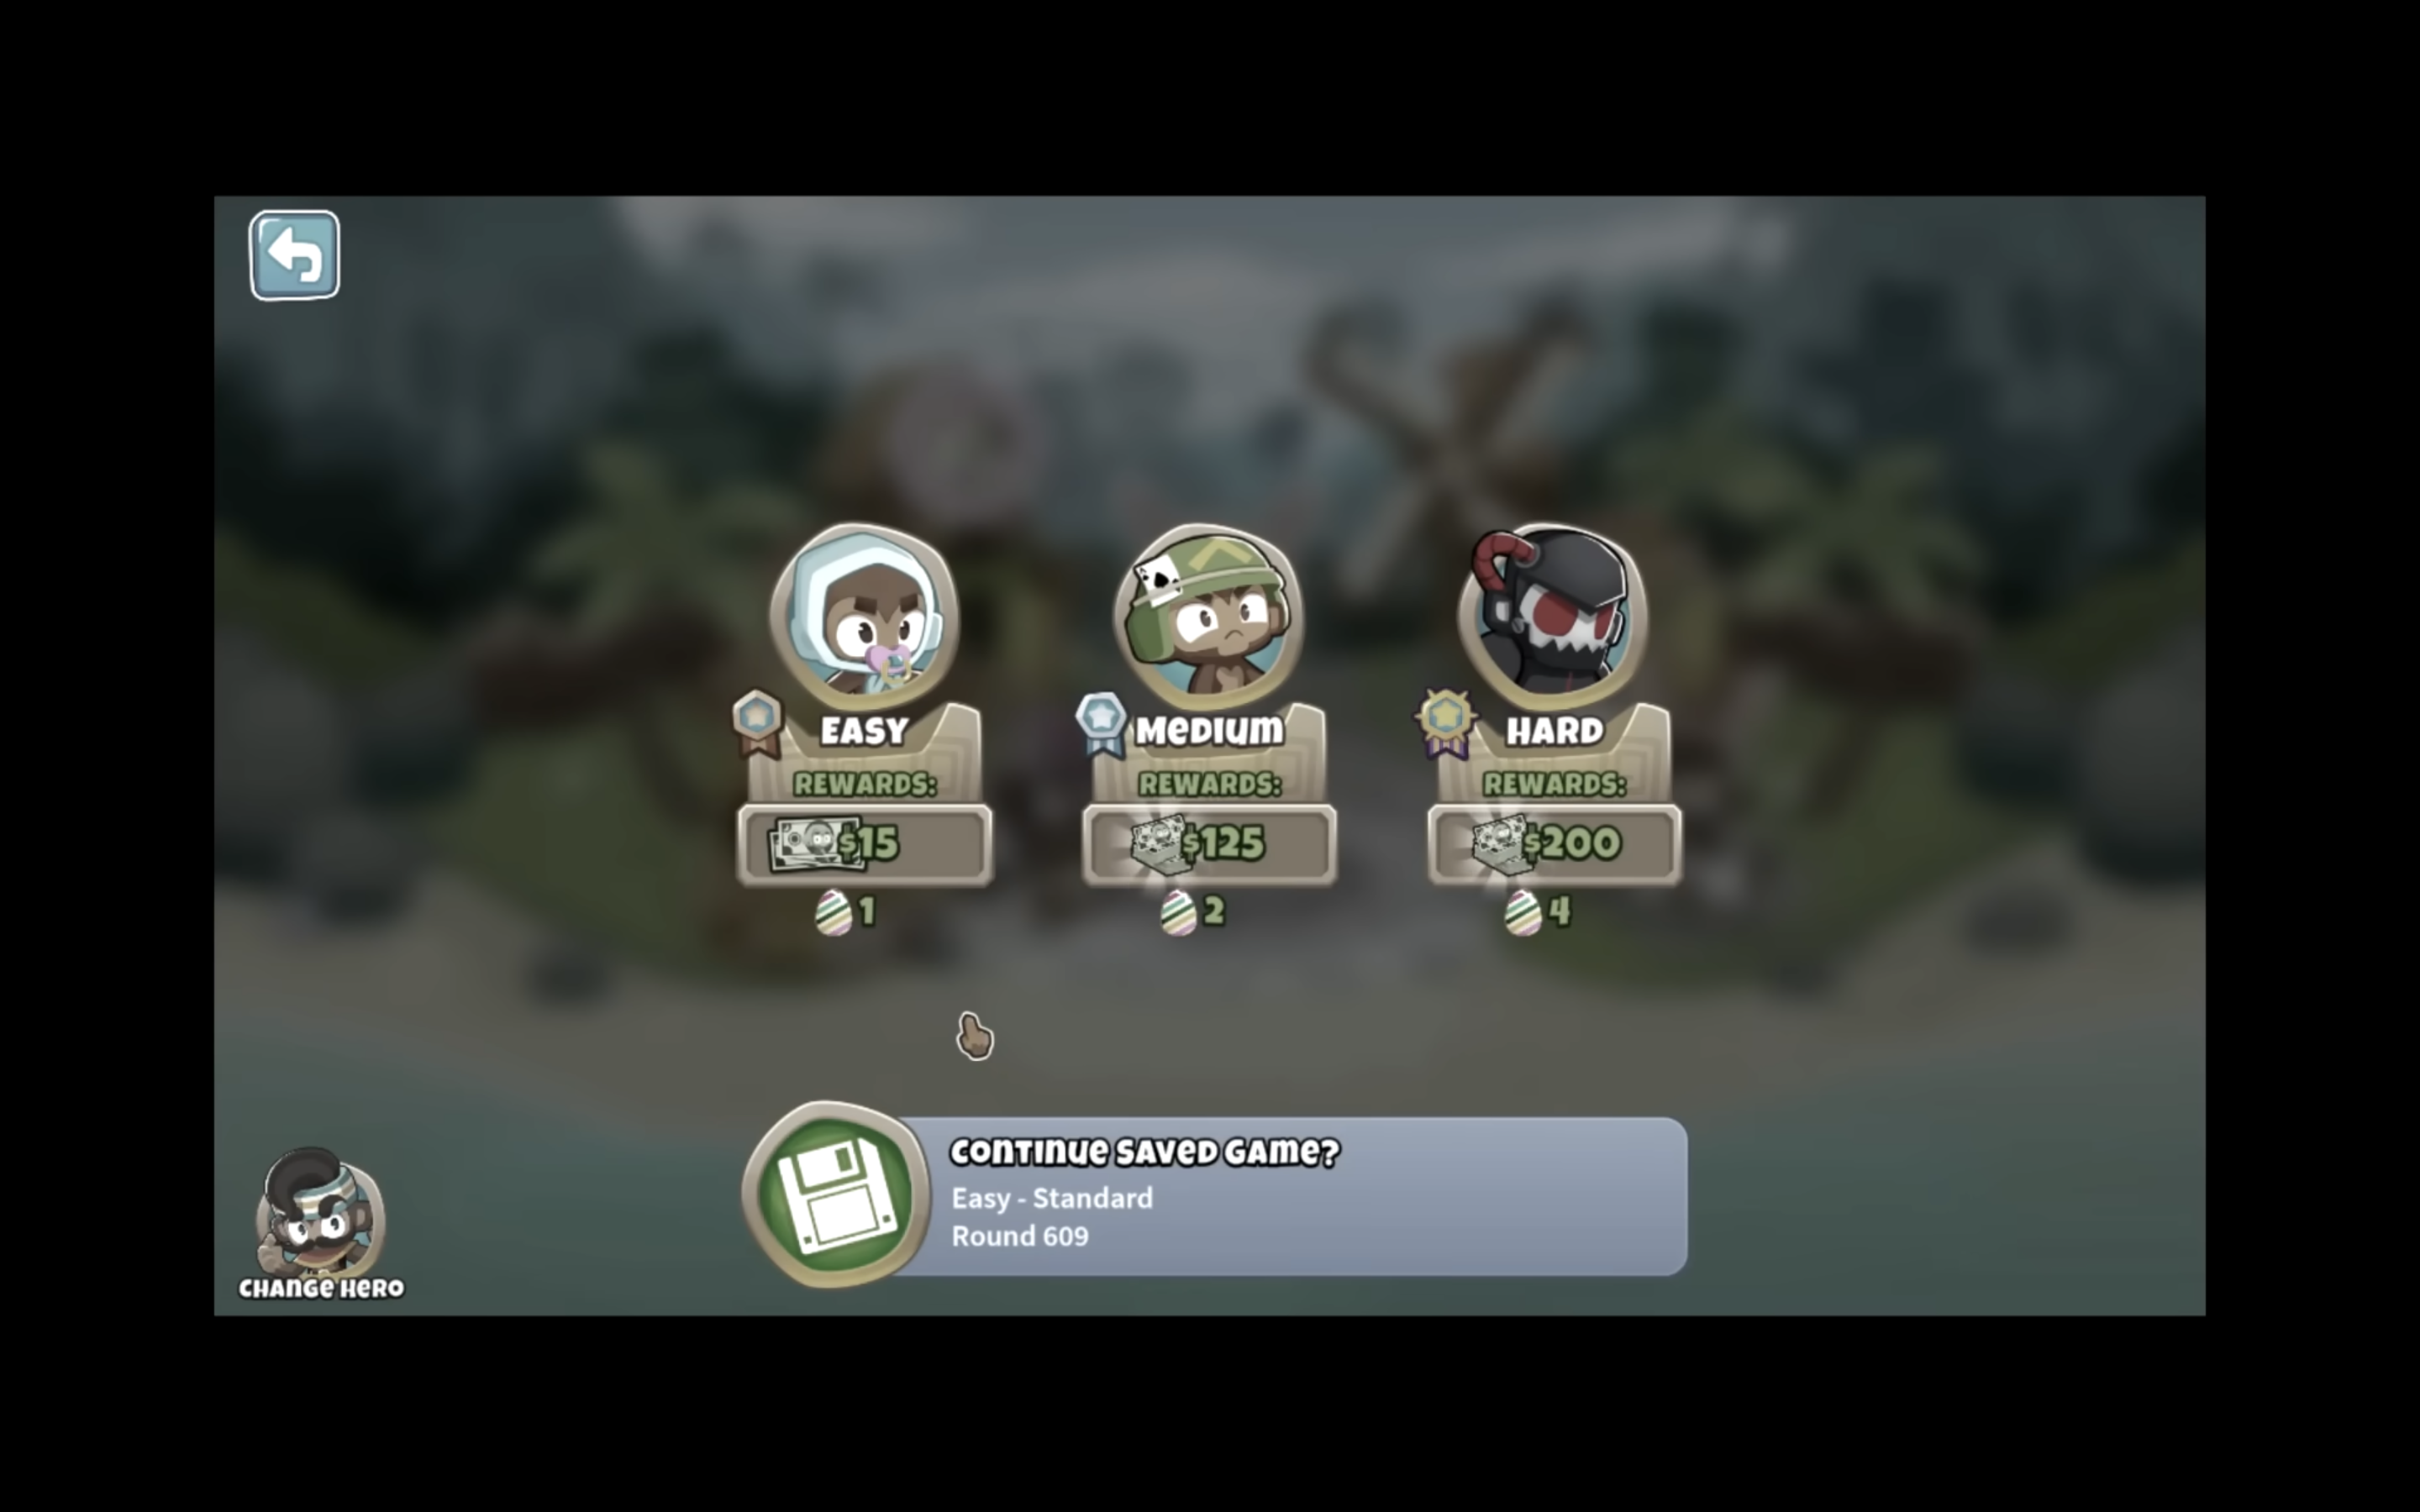 EASY
REWARDS:
$15
1
MEDIUM
REWARDS:
$125
2
HARD
REWARDS:
$200
4
CONTINUE SAVED GAME?
Easy - Standard
Round 609
CHANGE HERO